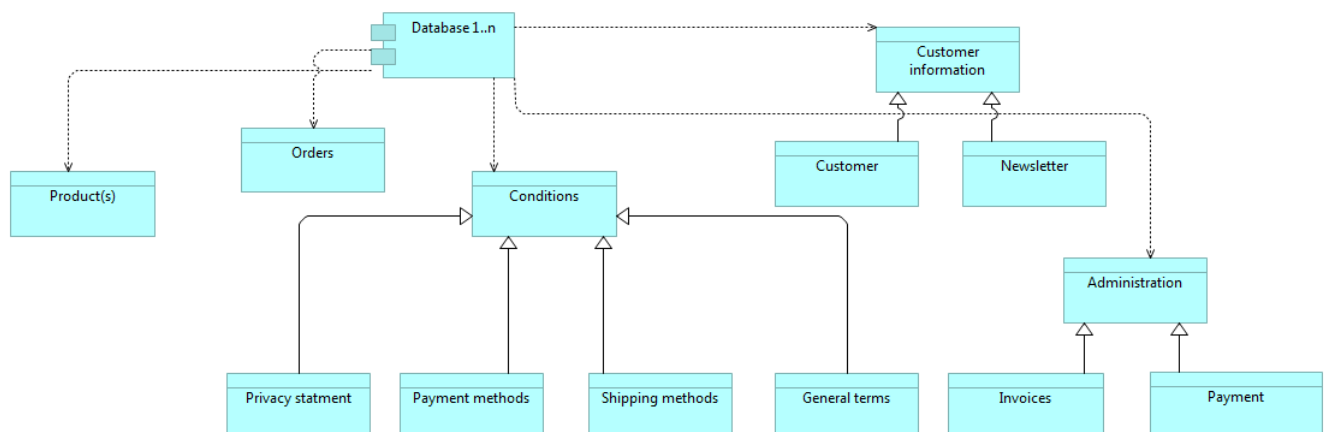 Database 1..n
Customer
information
Orders
Customer
Newsletter
Product(s)
Conditions
Administration
Privacy statment
Payment methods
Shipping methods
General terms
Invoices
Payment